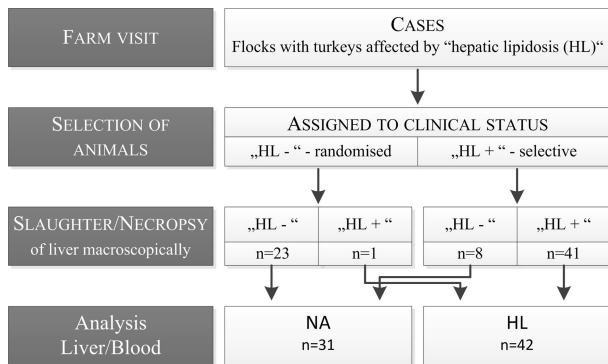 FARM VISIT
CASES
Flocks with turkeys affected by “hepatic lipidosis (HL)“
SELECTION OF
ANIMALS
ASSIGNED TO CLINICAL STATUS
„HL - “ - randomised
„HL + “ - selective
SLAUGHTER/NECROPSY
of liver macroscopically
„HL - “
„HL + “
„HL - “
„HL + “
n=23
n=1
n=8
n=41
Analysis
Liver/Blood
NA
n=31
HL
n=42